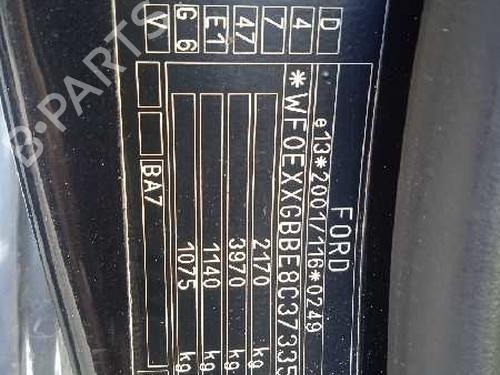 FORD
e13*2001/116*0249
*WF0EXXGBBE8C37335
2170 kg
3970 kg
1140 kg
1075 kg
BA7
D
4
7
47
E1
G 6
V
B-PARTS